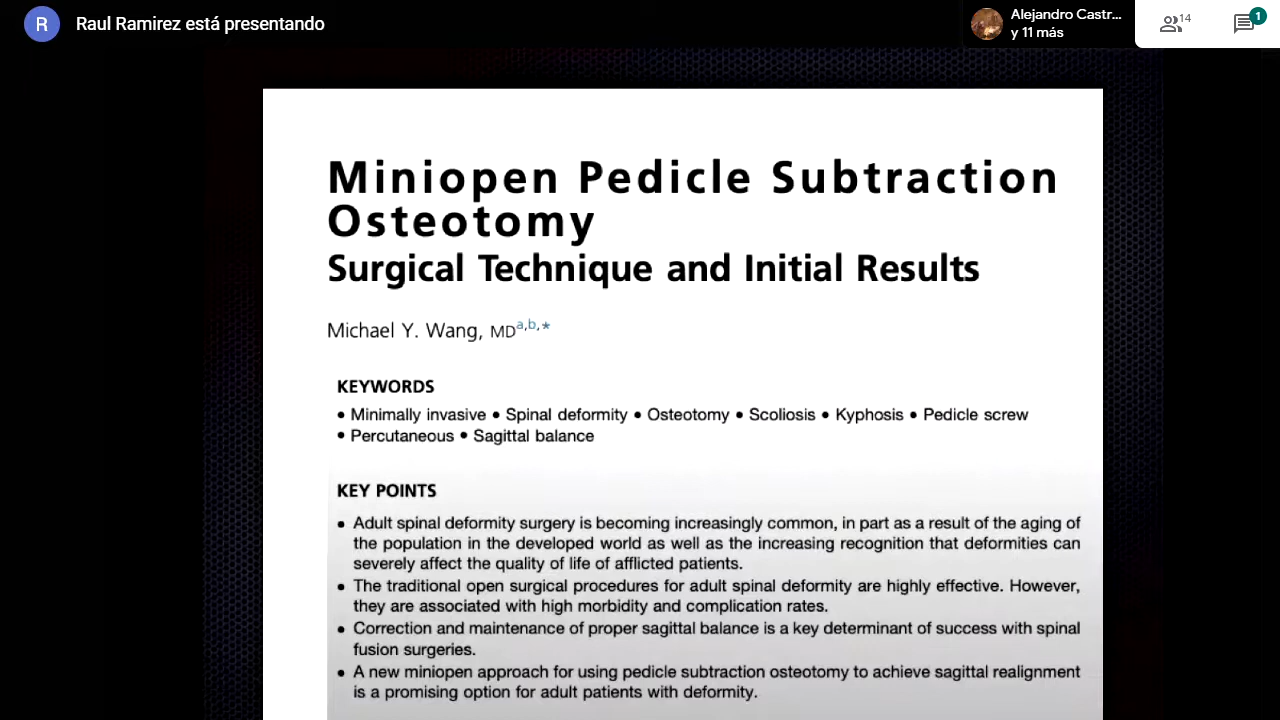 R Raul Ramirez está presentando
Alejandro Castr...
y 11 más
14
1
Miniopen Pedicle Subtraction
Osteotomy
Surgical Technique and Initial Results
Michael Y. Wang, MDa,b,*
KEYWORDS
• Minimally invasive • Spinal deformity • Osteotomy • Scoliosis • Kyphosis • Pedicle screw
• Percutaneous • Sagittal balance
KEY POINTS
• Adult spinal deformity surgery is becoming increasingly common, in part as a result of the aging of
the population in the developed world as well as the increasing recognition that deformities can
severely affect the quality of life of afflicted patients.
• The traditional open surgical procedures for adult spinal deformity are highly effective. However,
they are associated with high morbidity and complication rates.
• Correction and maintenance of proper sagittal balance is a key determinant of success with spinal
fusion surgeries.
• A new miniopen approach for using pedicle subtraction osteotomy to achieve sagittal realignment
is a promising option for adult patients with deformity.